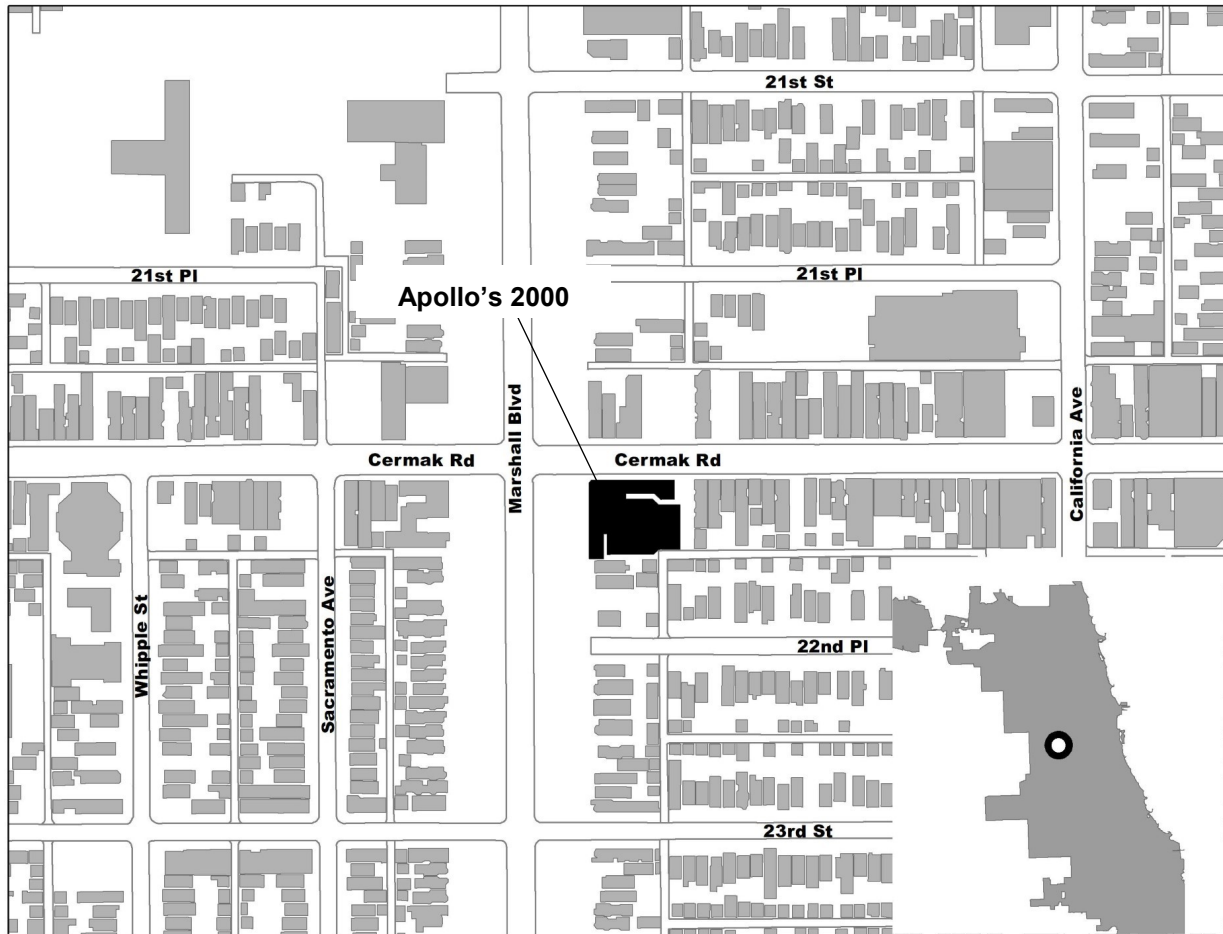 21st St
21st Pl
21st Pl
Apollo’s 2000
Marshall Blvd
California Ave
Cermak Rd
Cermak Rd
Whipple St
Sacramento Ave
22nd Pl
23rd St